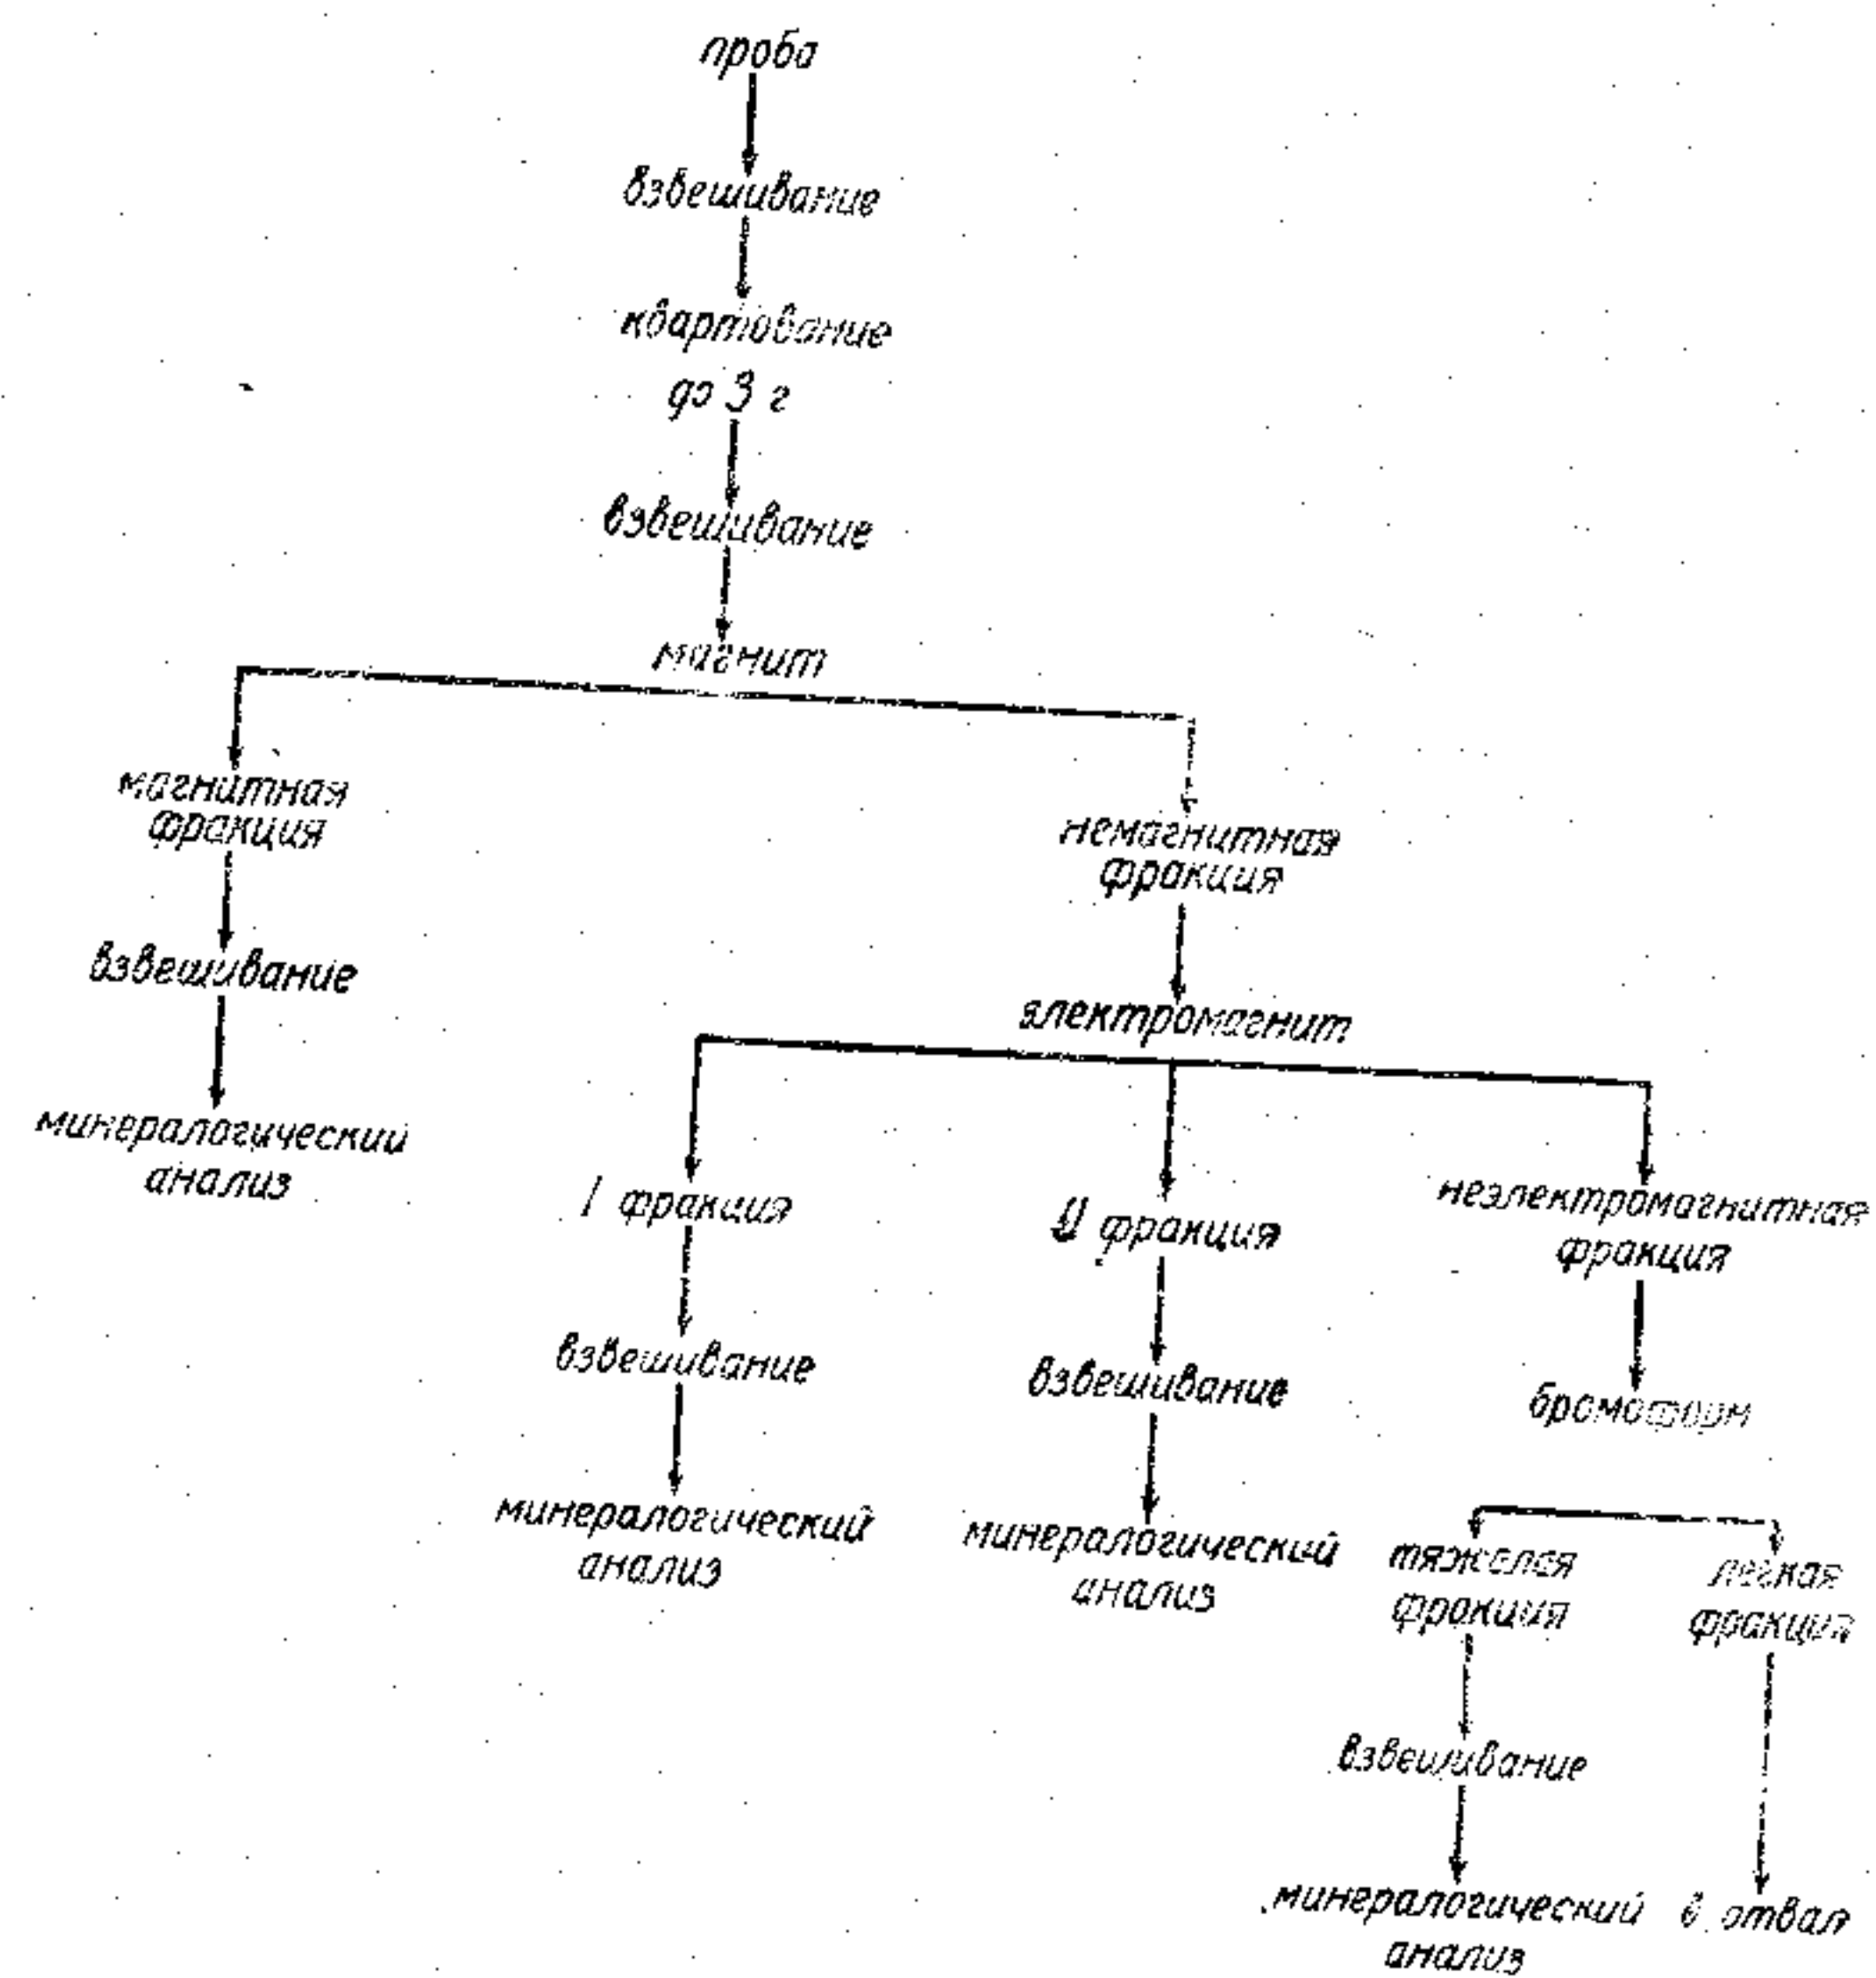 проба
взвешивание
квартование
до 3 г
взвешивание
магнит
магнитная
фракция
немагнитная
фракция
взвешивание
электромагнит
минералогический
анализ
I фракция
II фракция
неэлектромагнитная
фракция
взвешивание
взвешивание
бромоформ
минералогический
анализ
минералогический
анализ
тяжелая
фракция
легкая
фракция
взвешивание
минералогический
анализ
в отвал